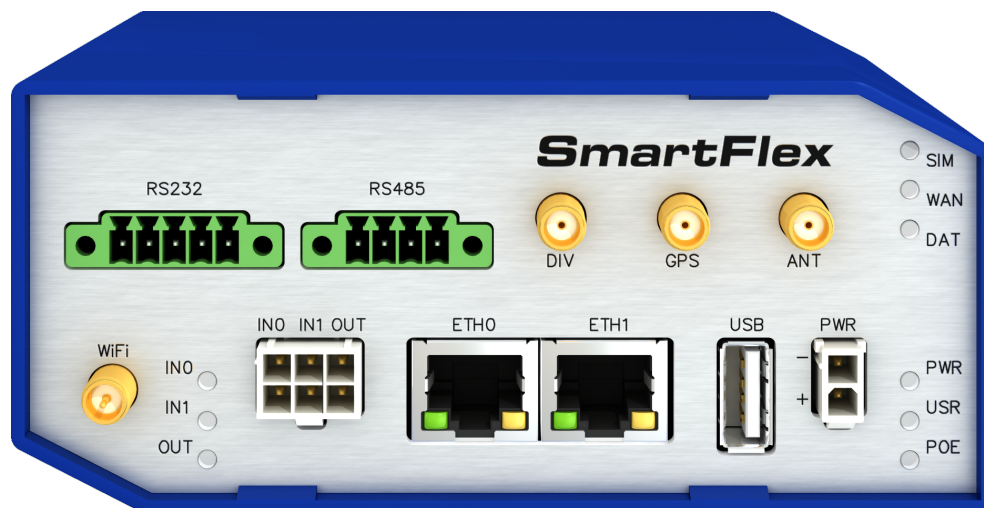 SmartFlex
SIM
WAN
DAT
RS232
RS485
DIV
GPS
ANT
WiFi
IN0
IN1
OUT
IN0 IN1 OUT
ETH0
ETH1
USB
PWR
−
+
PWR
USR
POE